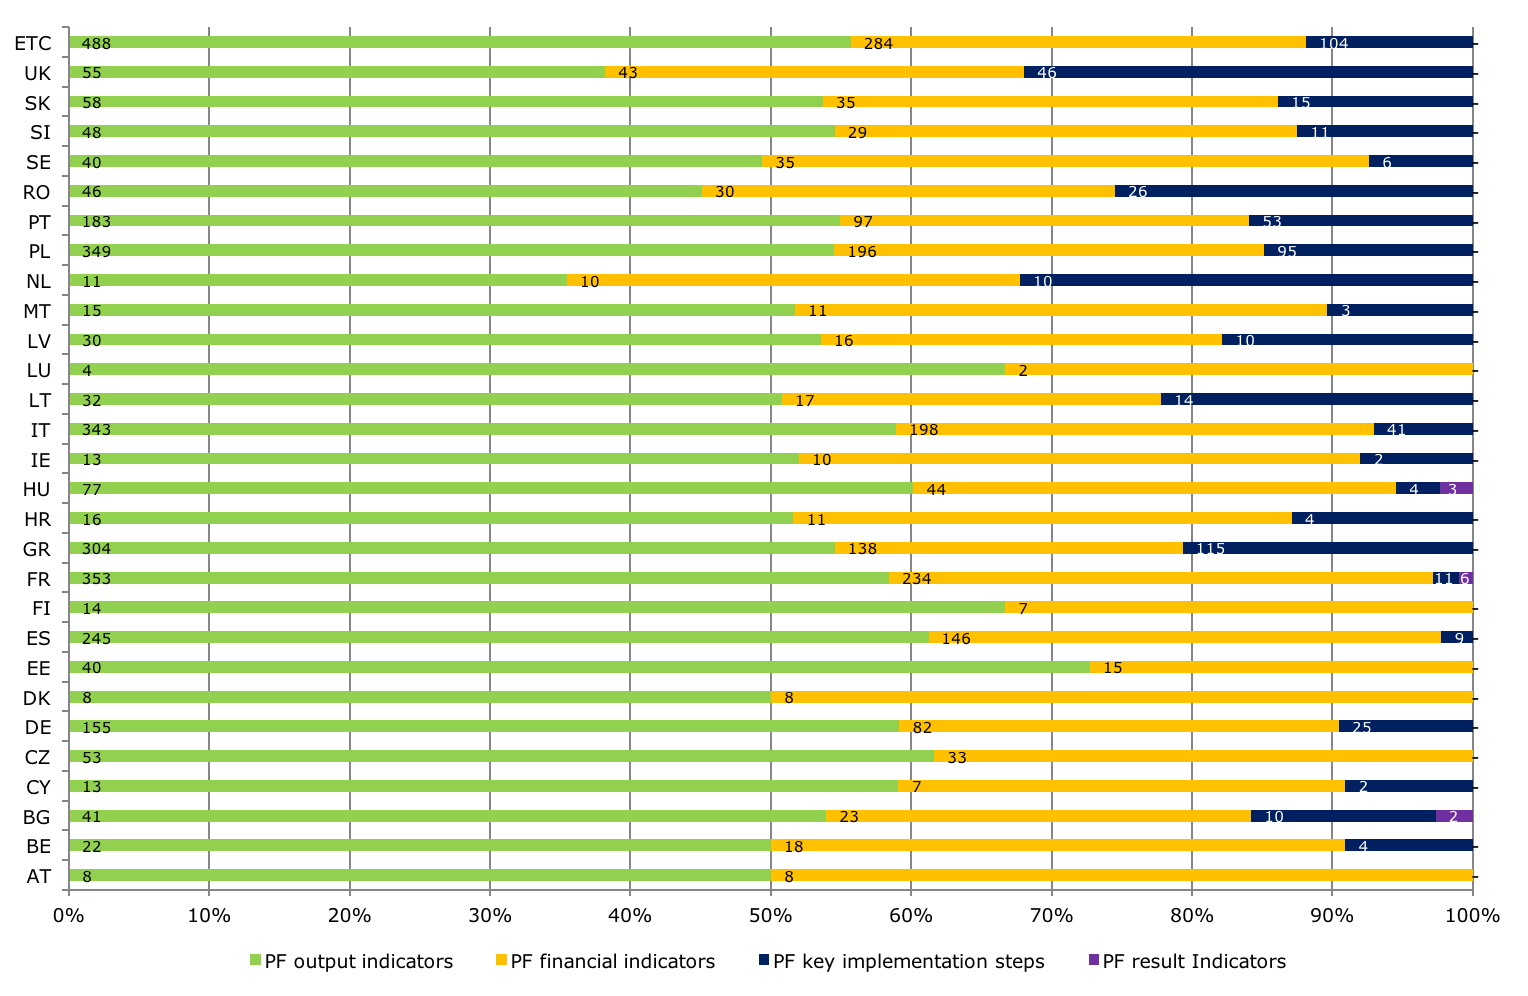 ETC 488 284 104
UK 55 43 46
SK 58 35 15
SI 48 29 11
SE 40 35 6
RO 46 30 26
PT 183 97 53
PL 349 196 95
NL 11 10 10
MT 15 11 3
LV 30 16 10
LU 4 2
LT 32 17 14
IT 343 198 41
IE 13 10 2
HU 77 44 4 3
HR 16 11 4
GR 304 138 115
FR 353 234 11 6
FI 14 7
ES 245 146 9
EE 40 15
DK 8 8
DE 155 82 25
CZ 53 33
CY 13 7 2
BG 41 23 10 2
BE 22 18 4
AT 8 8
0% 10% 20% 30% 40% 50% 60% 70% 80% 90% 100%
PF output indicators PF financial indicators PF key implementation steps PF result Indicators